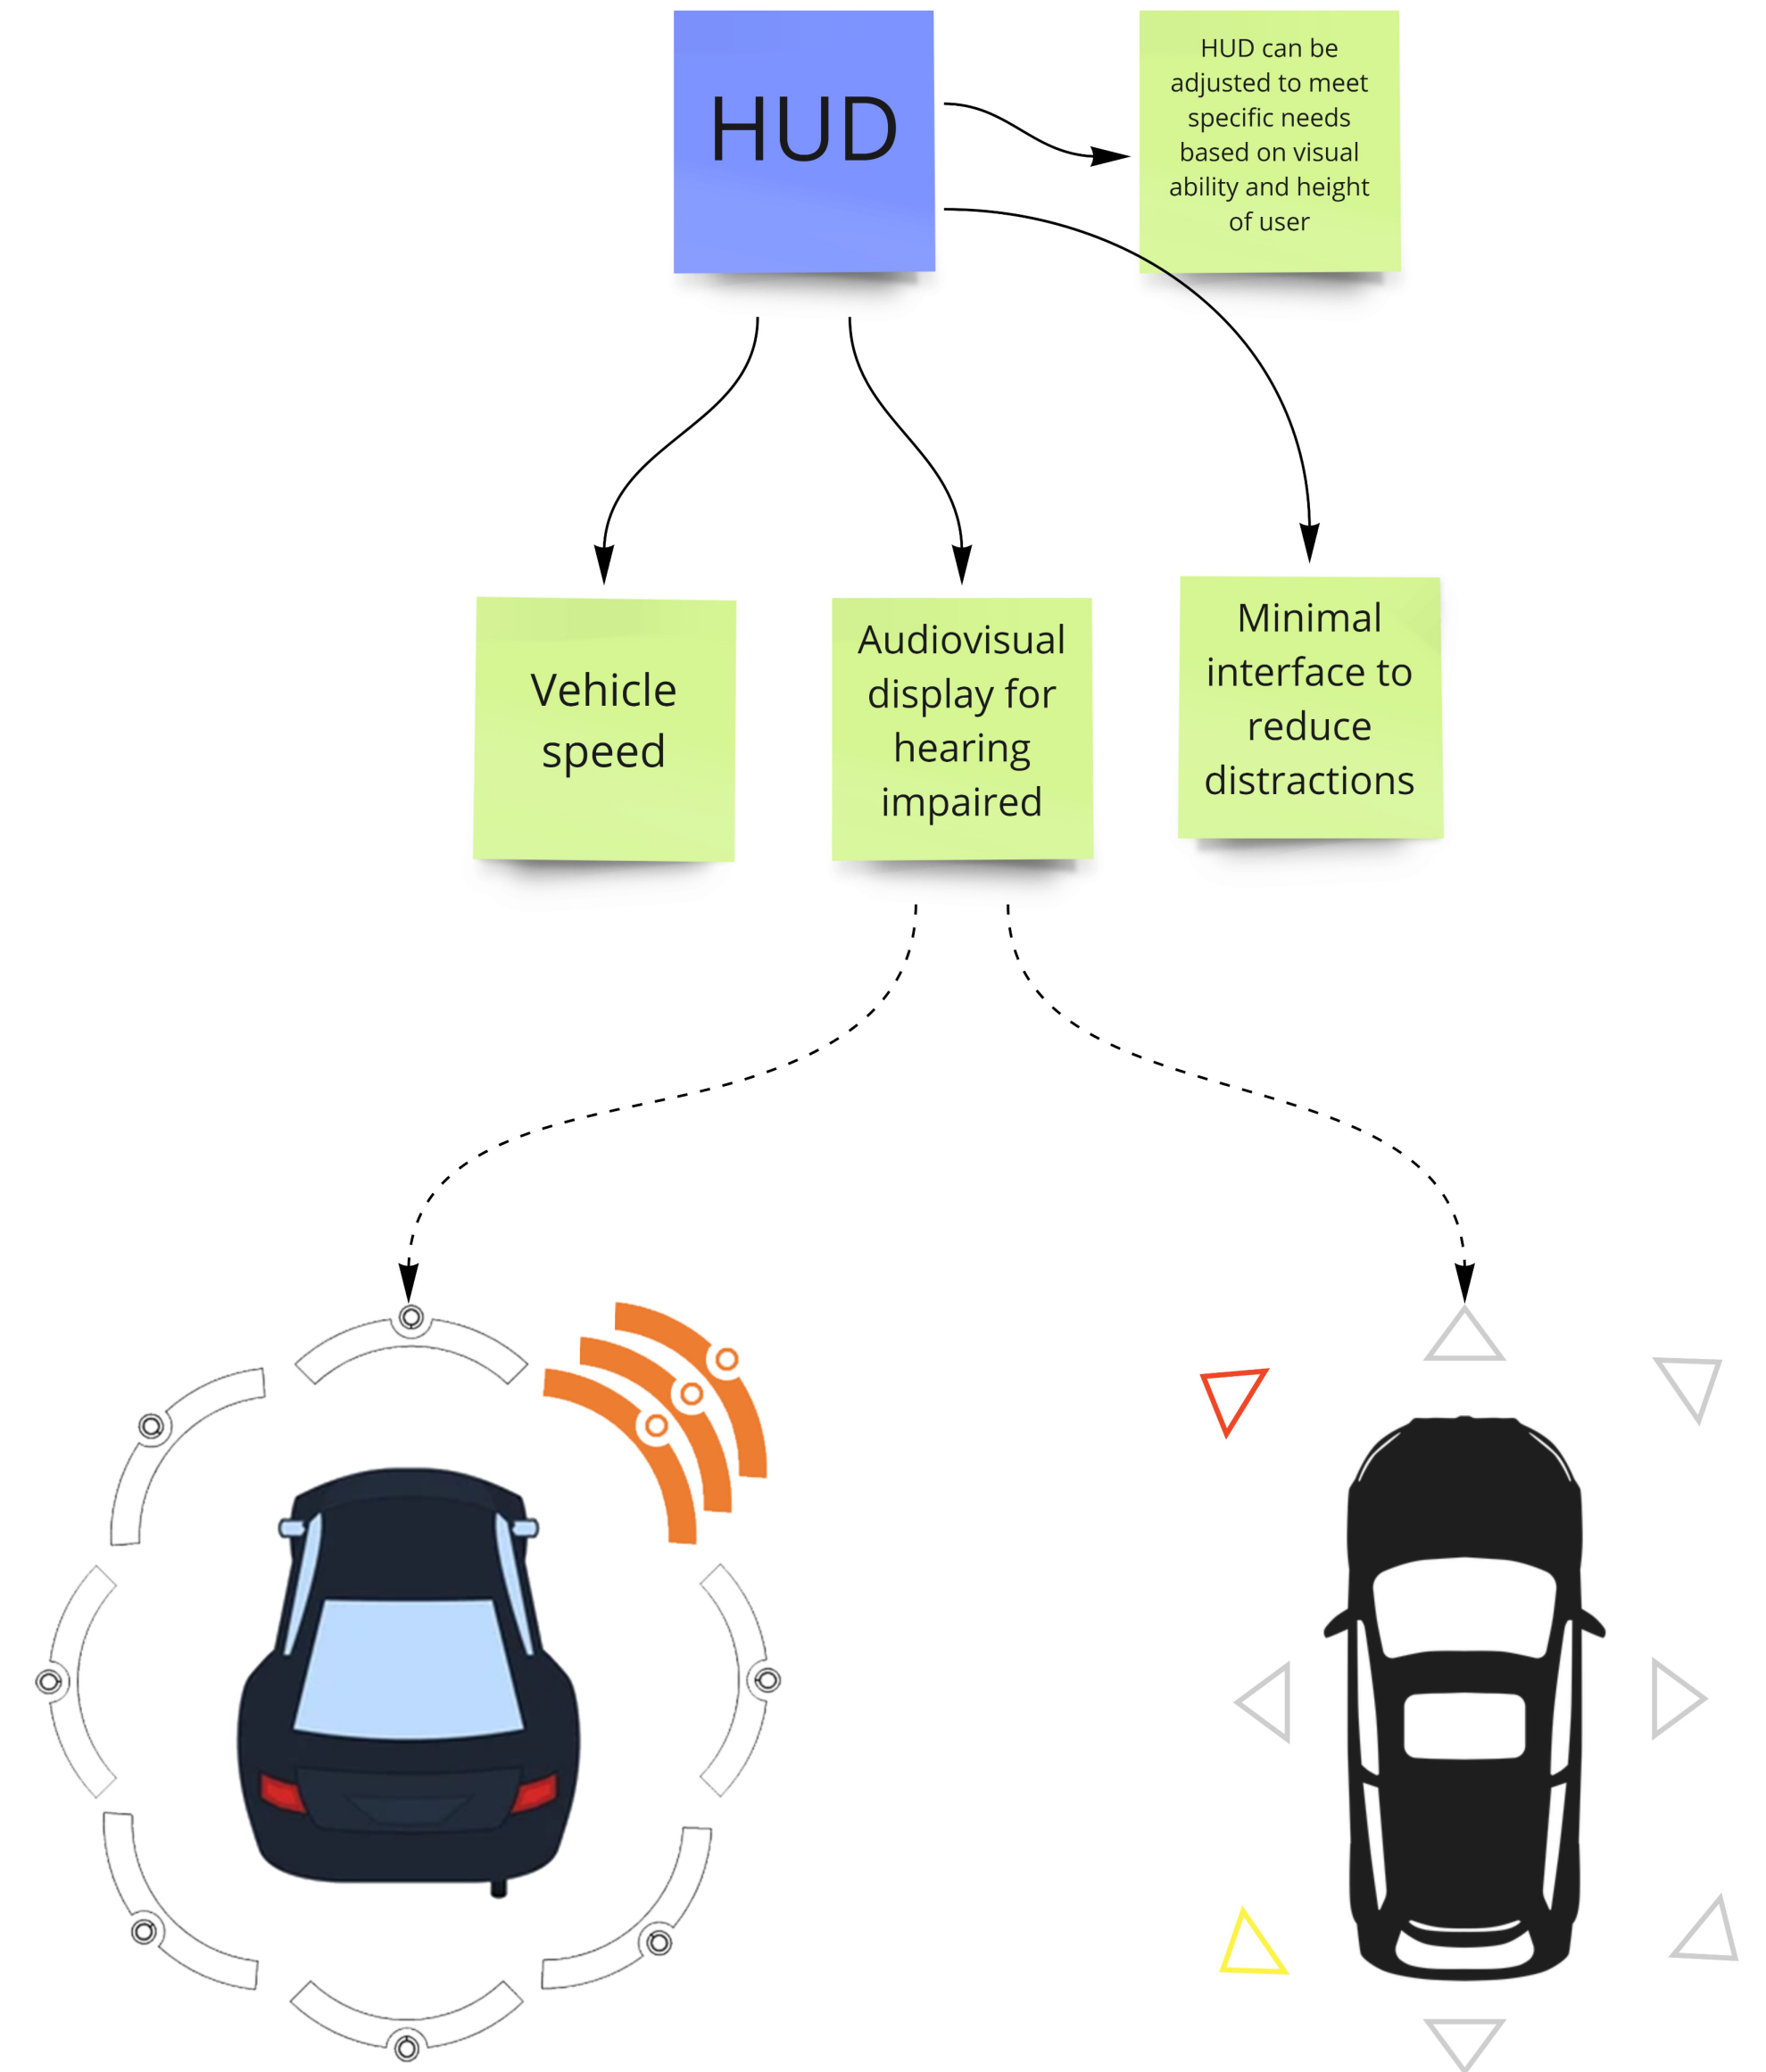 HUD
HUD can be
adjusted to meet
specific needs
based on visual
ability and height
of user
Vehicle
speed
Audiovisual
display for
hearing
impaired
Minimal
interface to
reduce
distractions